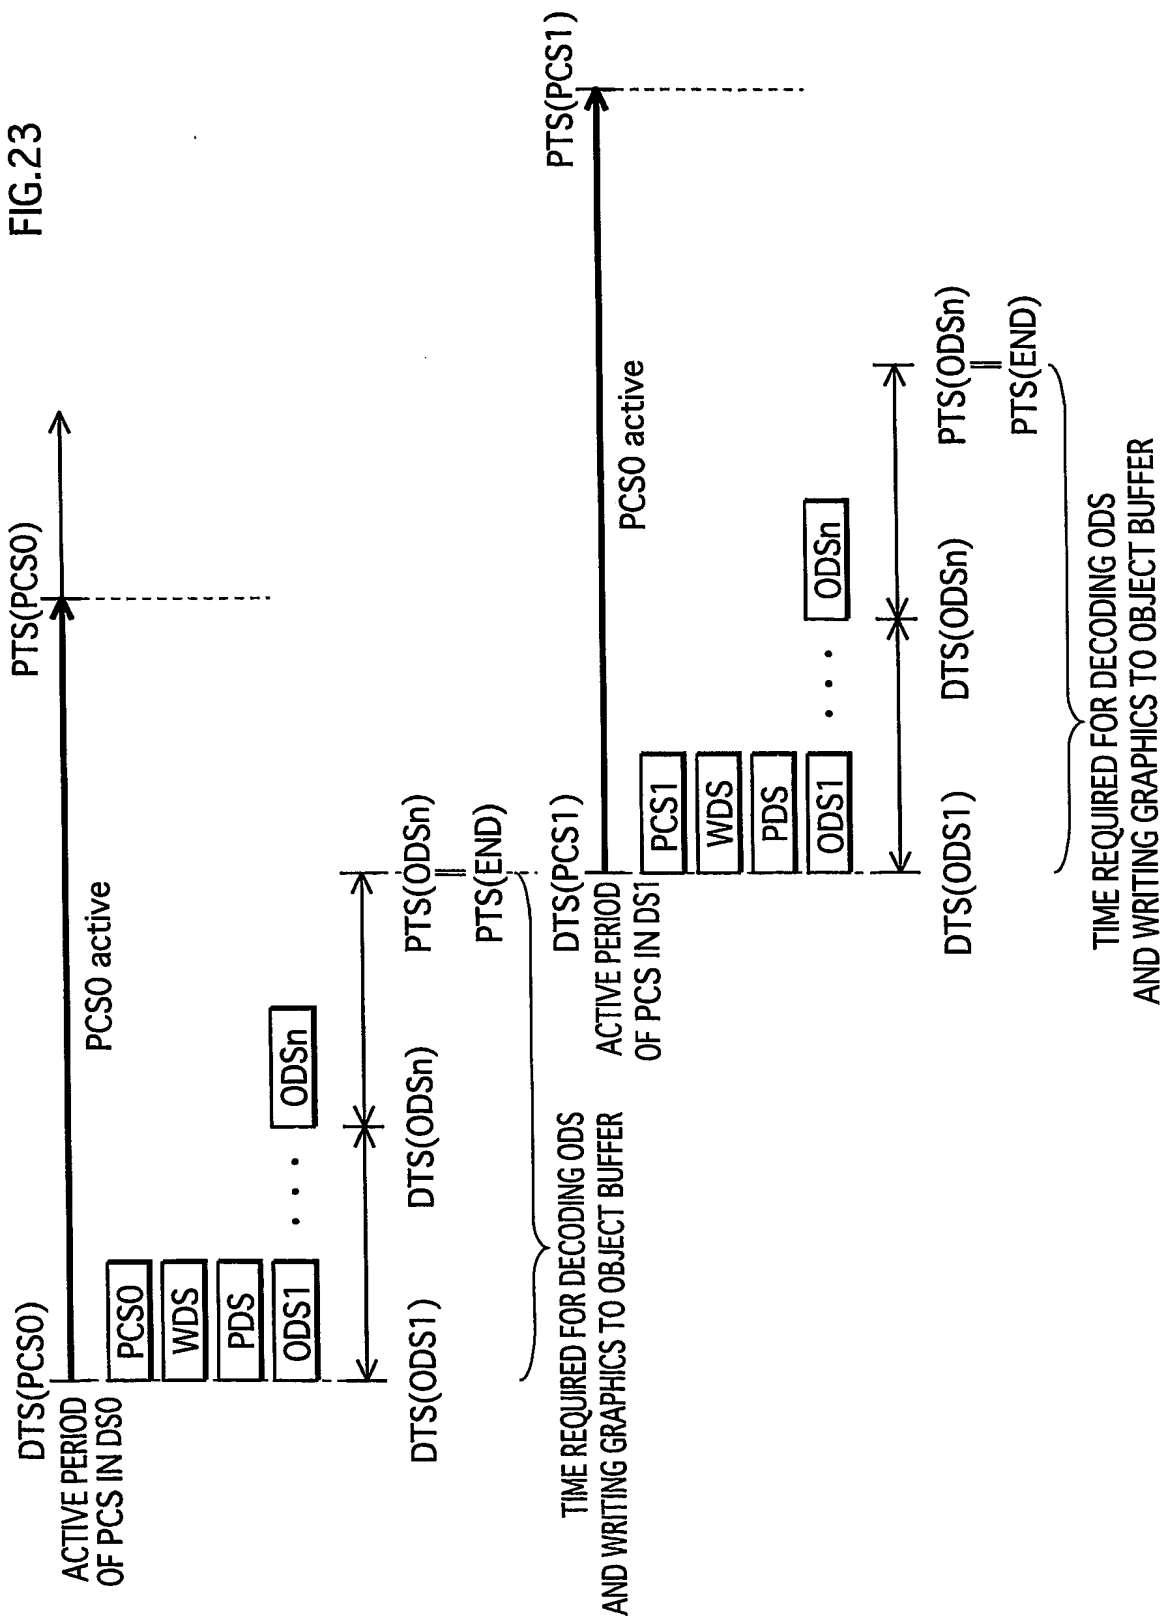 FIG.23
DTS(PCS0)
PTS(PCS0)
ACTIVE PERIOD
OF PCS IN DS0
PCS0 active
PCS0
WDS
PDS
ODS1
• • •
ODSn
DTS(ODS1)
DTS(ODSn)
PTS(ODSn)
||
PTS(END)
TIME REQUIRED FOR DECODING ODS
AND WRITING GRAPHICS TO OBJECT BUFFER
DTS(PCS1)
PTS(PCS1)
ACTIVE PERIOD
OF PCS IN DS1
PCS0 active
PCS1
WDS
PDS
ODS1
• • •
ODSn
DTS(ODS1)
DTS(ODSn)
PTS(ODSn)
||
PTS(END)
TIME REQUIRED FOR DECODING ODS
AND WRITING GRAPHICS TO OBJECT BUFFER